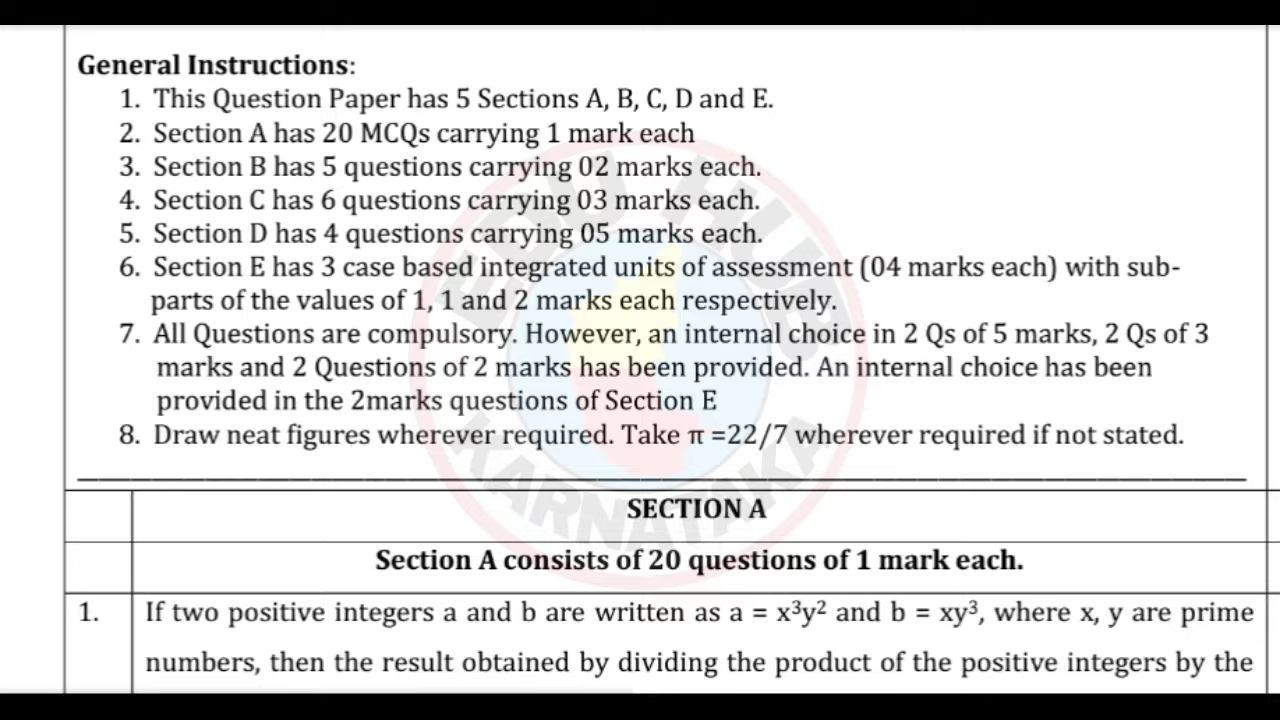 General Instructions:
1. This Question Paper has 5 Sections A, B, C, D and E.
2. Section A has 20 MCQs carrying 1 mark each
3. Section B has 5 questions carrying 02 marks each.
4. Section C has 6 questions carrying 03 marks each.
5. Section D has 4 questions carrying 05 marks each.
6. Section E has 3 case based integrated units of assessment (04 marks each) with sub-
parts of the values of 1, 1 and 2 marks each respectively.
7. All Questions are compulsory. However, an internal choice in 2 Qs of 5 marks, 2 Qs of 3
marks and 2 Questions of 2 marks has been provided. An internal choice has been
provided in the 2marks questions of Section E
8. Draw neat figures wherever required. Take π =22/7 wherever required if not stated.
EDU HUB
KARNATAKA
SECTION A
Section A consists of 20 questions of 1 mark each.
1. If two positive integers a and b are written as a = x³y² and b = xy³, where x, y are prime
numbers, then the result obtained by dividing the product of the positive integers by the